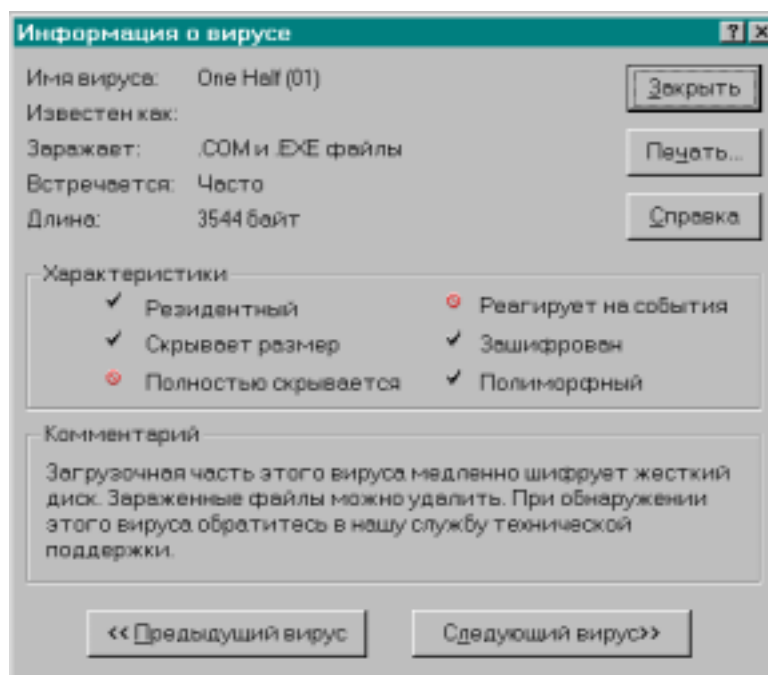 Информация о вирусе
Имя вируса: One Half (01)
Закрыть
Известен как:
Заражает: .COM и .EXE файлы
Печать...
Встречается: Часто
Длина: 3544 байт
Справка
Характеристики
Резидентный
Реагирует на события
Скрывает размер
Зашифрован
Полностью скрывается
Полиморфный
Комментарий
Загрузочная часть этого вируса медленно шифрует жесткий
диск. Зараженные файлы можно удалить. При обнаружении
этого вируса обратитесь в нашу службу технической
поддержки.
<< Предыдущий вирус
Следующий вирус>>